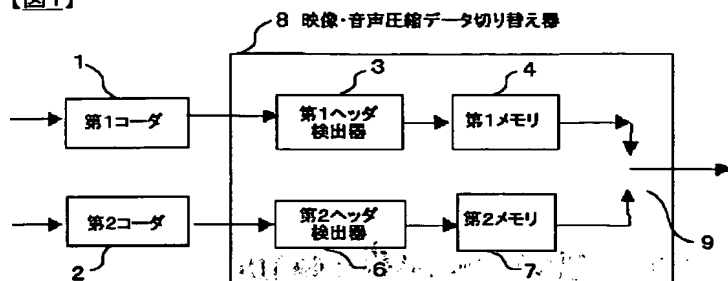 【図1】
8 映像・音声圧縮データ切り替え器
1
3
4
第1コーダ
第1ヘッダ
検出器
第1メモリ
第2コーダ
第2ヘッダ
検出器
第2メモリ
2
6
7
9